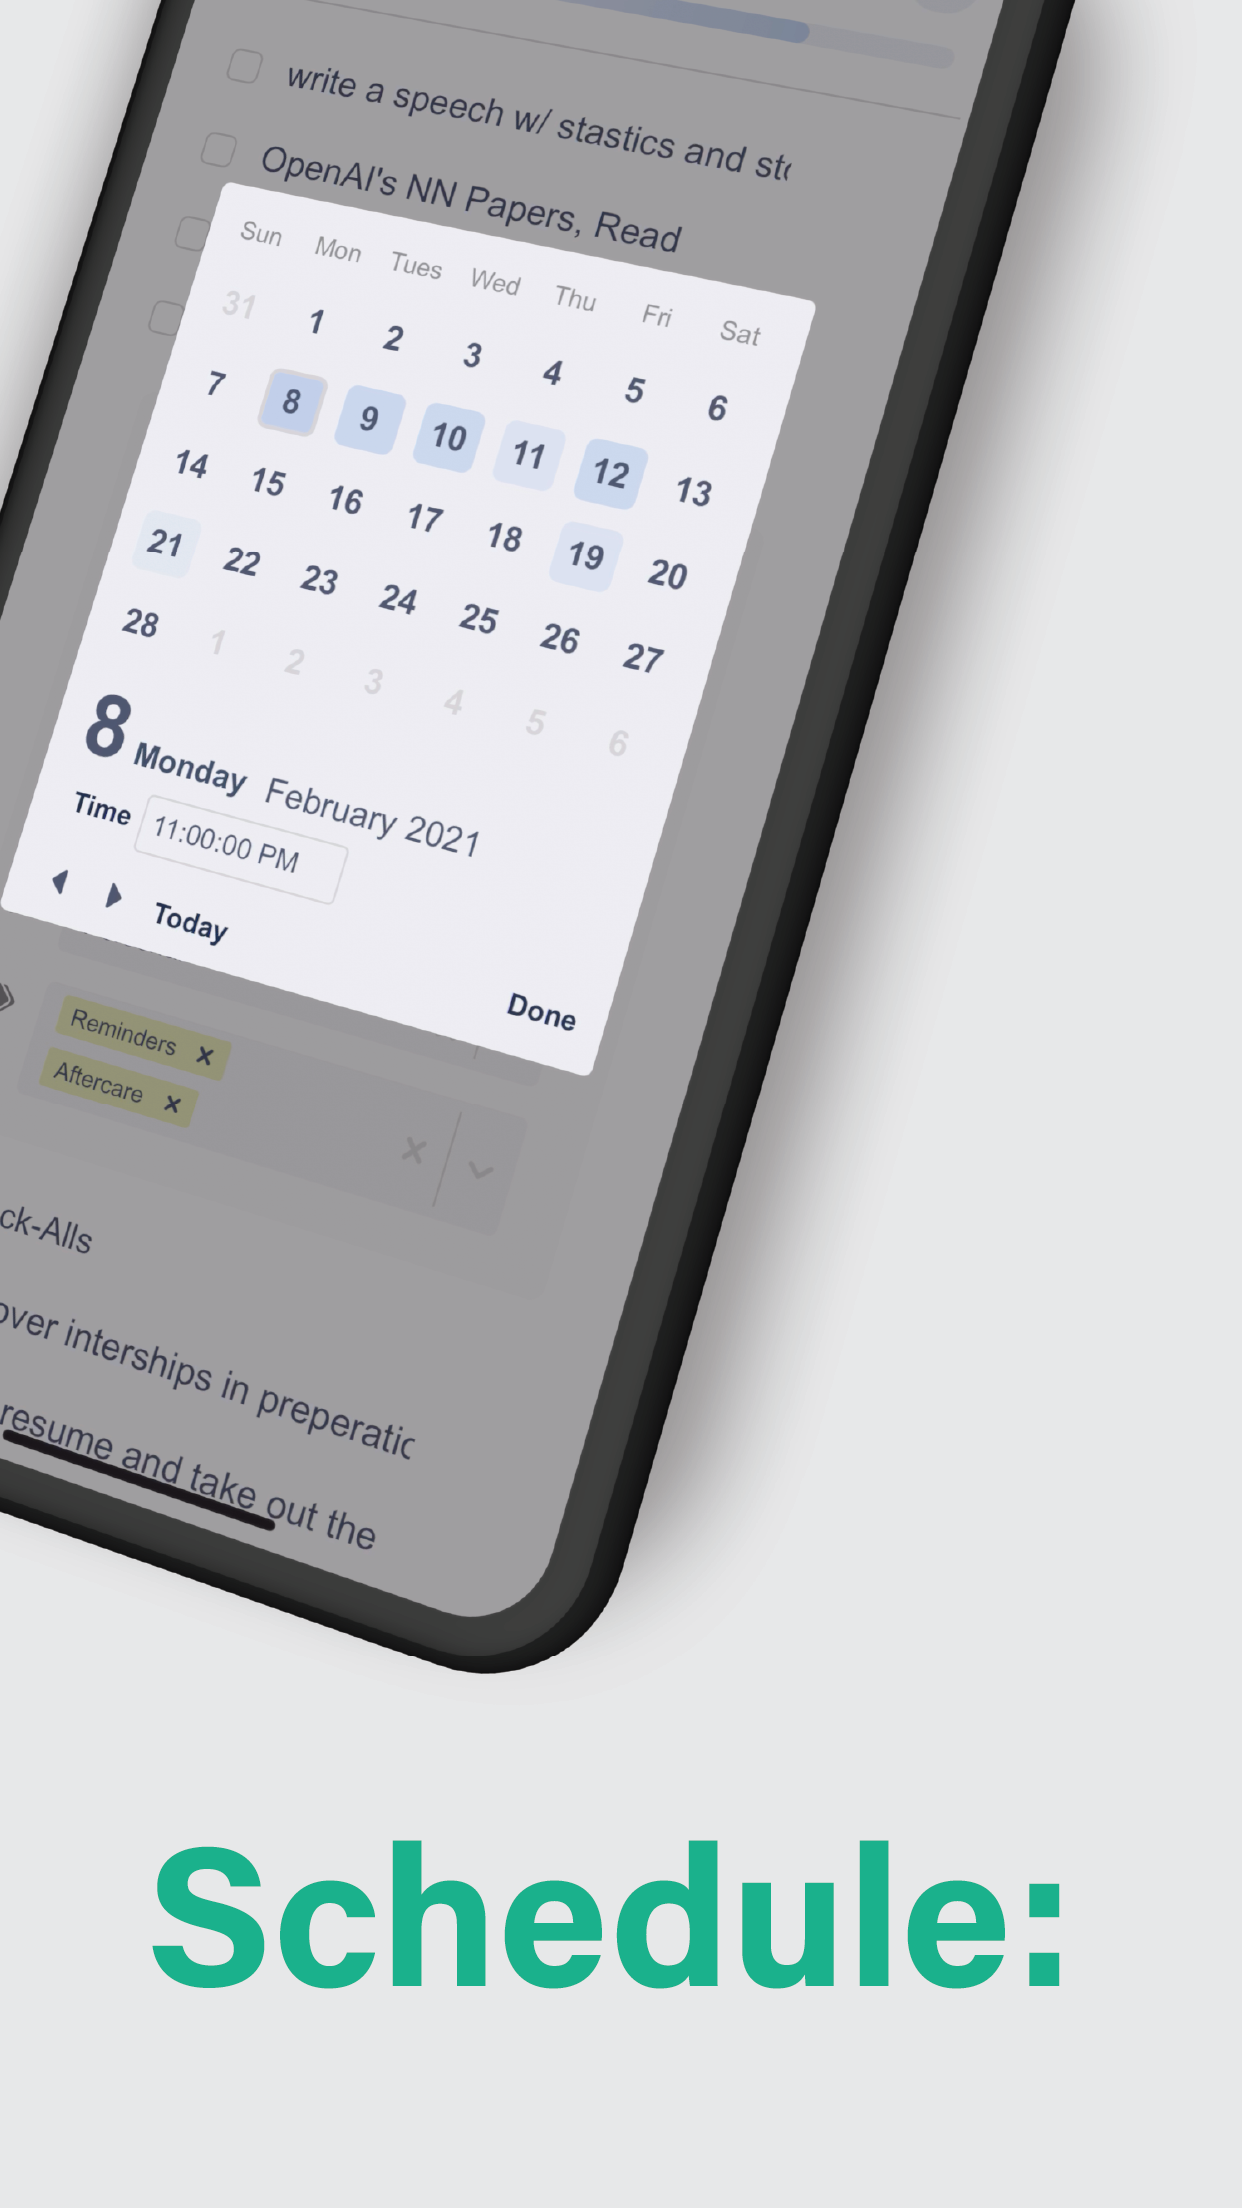 write a speech w/ stastics and
OpenAI's NN Papers, Read
Sun Mon Tues Wed Thu Fri Sat
31 1 2 3 4 5 6
7 8 9 10 11 12 13
14 15 16 17 18 19 20
21 22 23 24 25 26 27
28 1 2 3 4 5 6
8 Monday February 2021
Time 11:00:00 PM
Today
Done
Reminders ×
Aftercare ×
ck-Alls
over interships in preperatic
resume and take out the
Schedule: